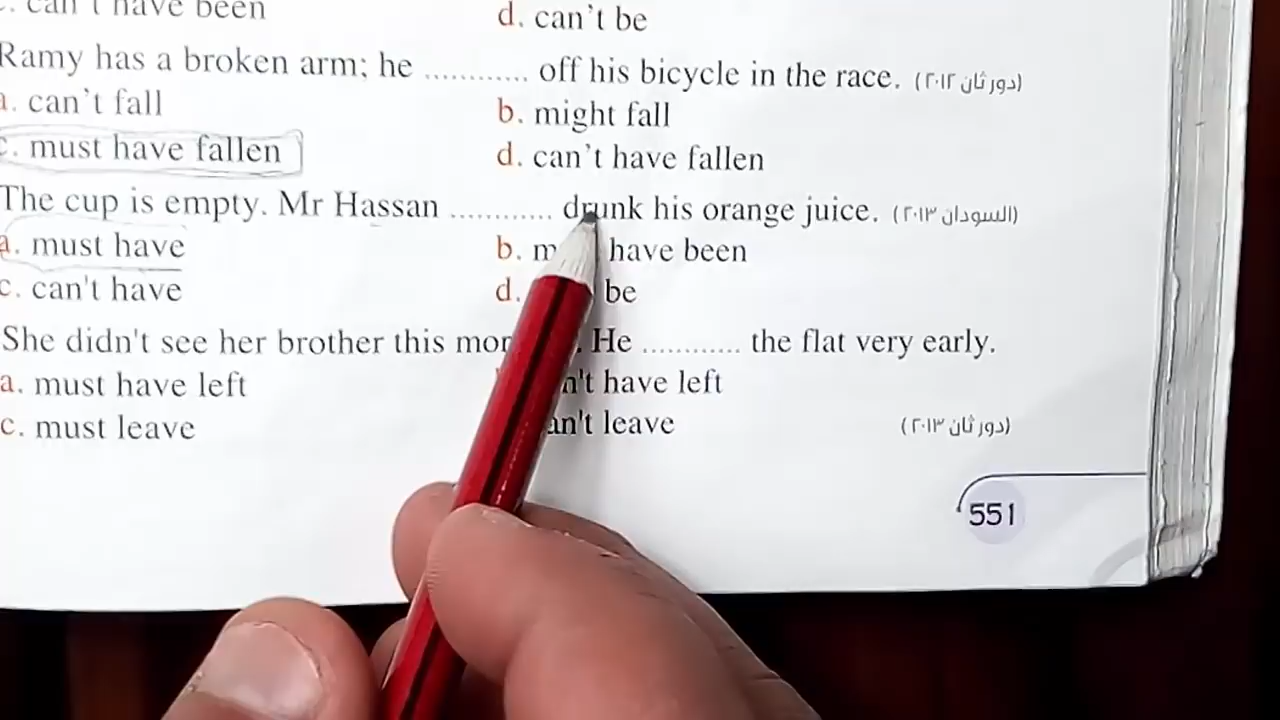 can't have been d. can't be
Ramy has a broken arm; he ............ off his bicycle in the race. (دور ثان ٢٠١٢)
a. can't fall b. might fall
c. must have fallen d. can't have fallen
The cup is empty. Mr Hassan ............ drunk his orange juice. (السودان ٢٠١٣)
a. must have b. have been
c. can't have d. be
She didn't see her brother this He ............ the flat very early.
a. must have left have left
c. must leave leave (دور ثان ٢٠١٣)
551